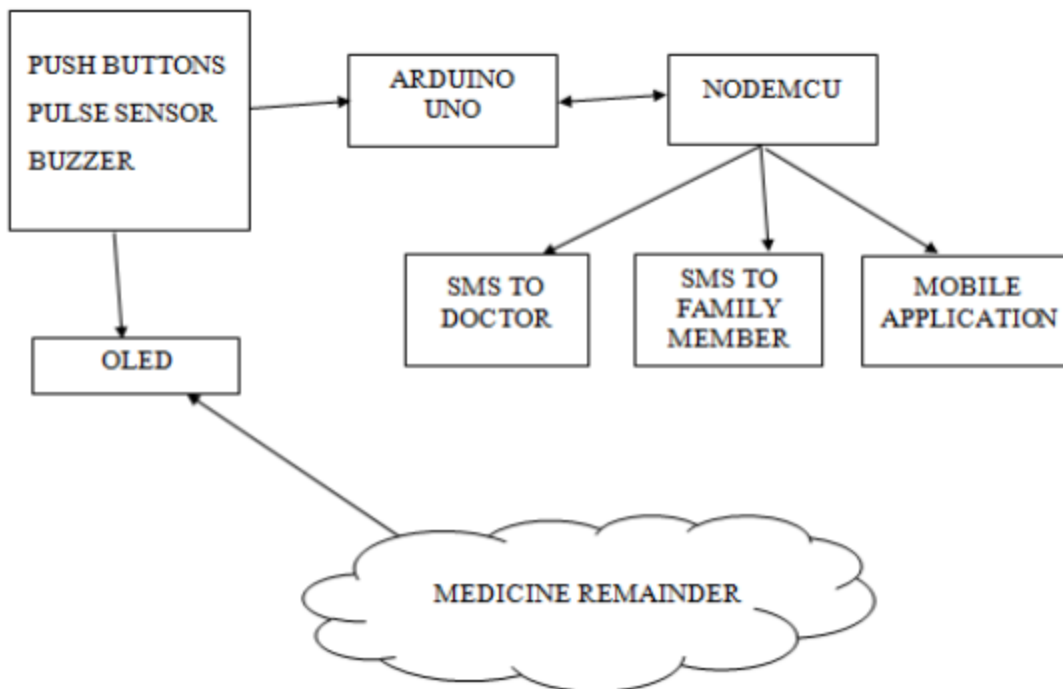 PUSH BUTTONS
PULSE SENSOR
BUZZER
ARDUINO
UNO
NODEMCU
SMS TO
DOCTOR
SMS TO
FAMILY
MEMBER
MOBILE
APPLICATION
OLED
MEDICINE REMAINDER